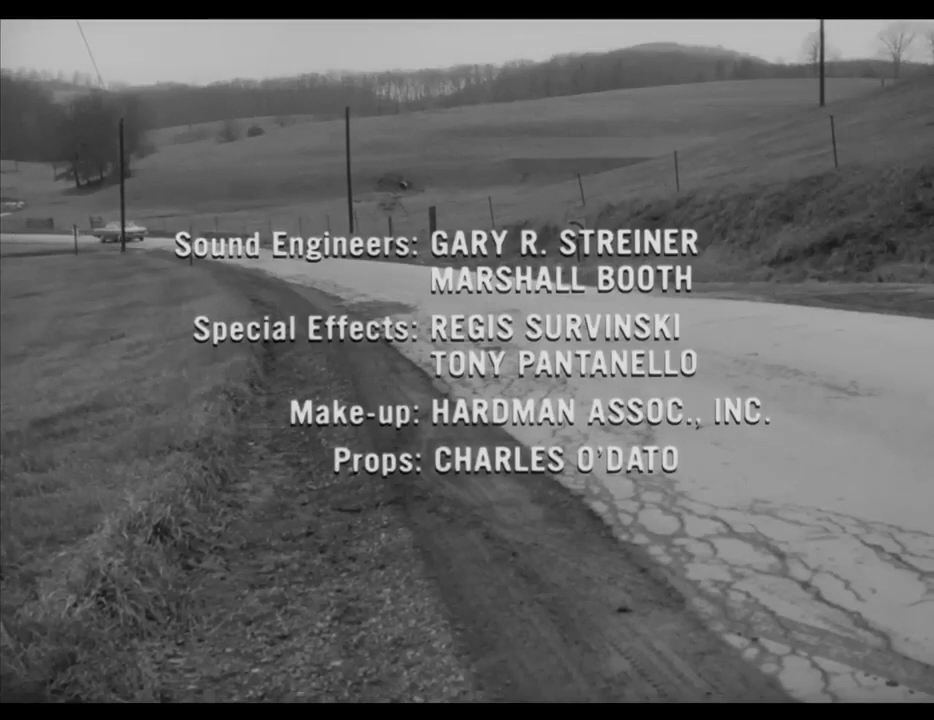 Sound Engineers: GARY R. STREINER
MARSHALL BOOTH
Special Effects: REGIS SURVINSKI
TONY PANTANELLO
Make-up: HARDMAN ASSOC., INC.
Props: CHARLES O'DATO